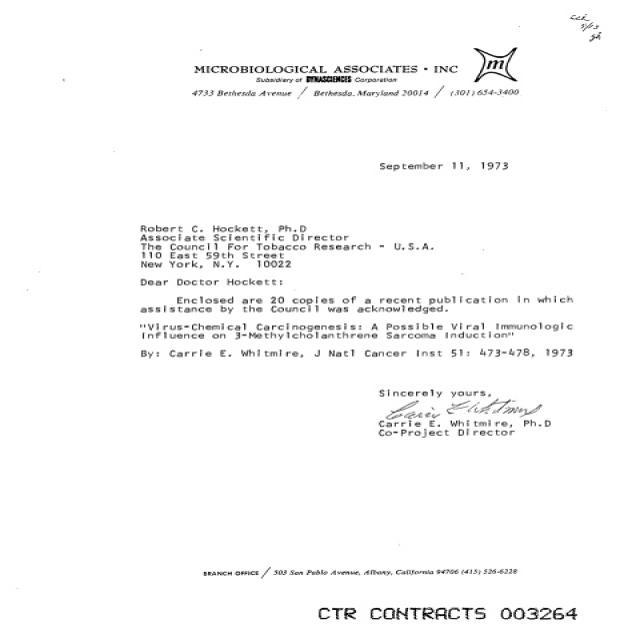 MICROBIOLOGICAL ASSOCIATES • INC
m
Subsidiary of DYNASCIENCES Corporation
4733 Bethesda Avenue / Bethesda, Maryland 20014 / (301) 654-3400
September 11, 1973
Robert C. Hockett, Ph.D
Associate Scientific Director
The Council For Tobacco Research - U.S.A.
110 East 59th Street
New York, N.Y. 10022
Dear Doctor Hockett:
Enclosed are 20 copies of a recent publication in which
assistance by the Council was acknowledged.
"Virus-Chemical Carcinogenesis: A Possible Viral Immunologic
Influence on 3-Methylcholanthrene Sarcoma Induction"
By: Carrie E. Whitmire, J Natl Cancer Inst 51: 473-478, 1973
Sincerely yours,
Carrie E. Whitmire
Carrie E. Whitmire, Ph.D
Co-Project Director
BRANCH OFFICE / 503 San Pablo Avenue, Albany, California 94706 (415) 526-6228
CTR CONTRACTS 003264